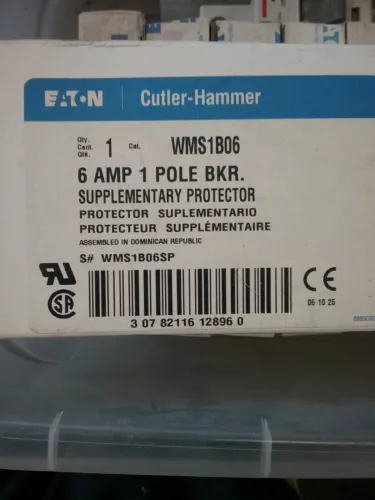 EATON Cutler-Hammer
Qty.
Cant. 1 Cat. WMS1B06
Qté.
6 AMP 1 POLE BKR.
SUPPLEMENTARY PROTECTOR
PROTECTOR SUPLEMENTARIO
PROTECTEUR SUPPLÉMENTAIRE
ASSEMBLED IN DOMINICAN REPUBLIC
S# WMS1B06SP
CE
05 10 25
3 07 82116 12896 0